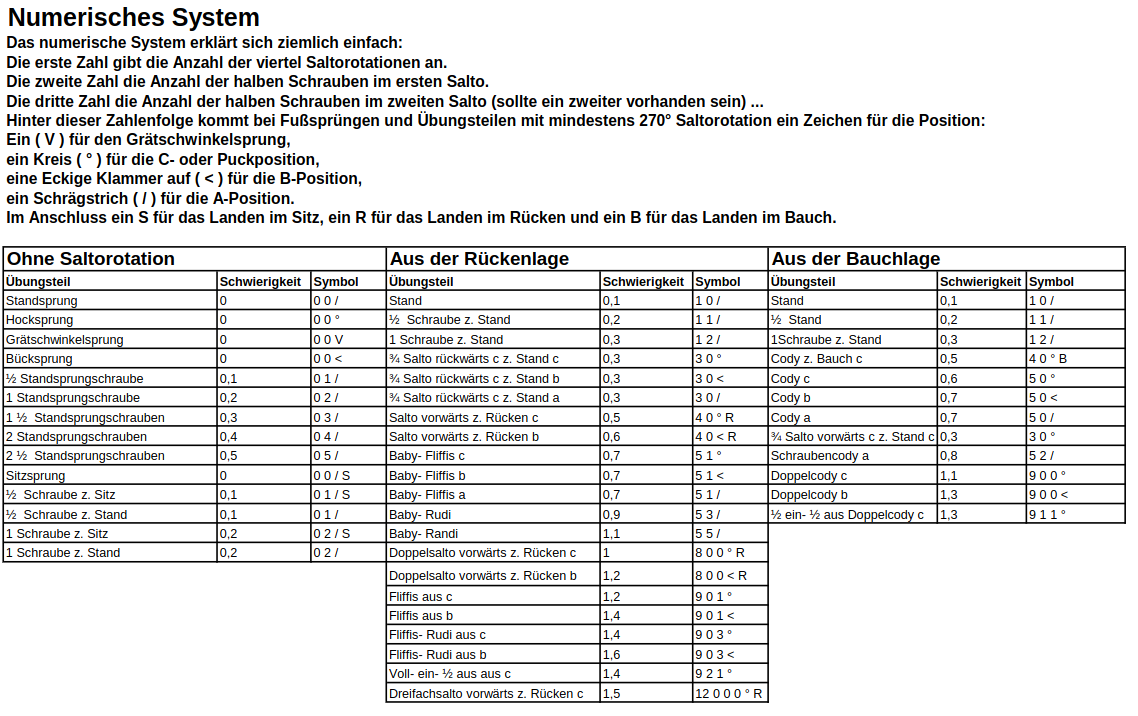 Numerisches System
Das numerische System erklärt sich ziemlich einfach:
Die erste Zahl gibt die Anzahl der viertel Saltorotationen an.
Die zweite Zahl die Anzahl der halben Schrauben im ersten Salto.
Die dritte Zahl die Anzahl der halben Schrauben im zweiten Salto (sollte ein zweiter vorhanden sein) ...
Hinter dieser Zahlenfolge kommt bei Fußsprüngen und Übungsteilen mit mindestens 270° Saltorotation ein Zeichen für die Position:
Ein ( V ) für den Grätschwinkelsprung,
ein Kreis ( ° ) für die C- oder Puckposition,
eine Eckige Klammer auf ( < ) für die B-Position,
ein Schrägstrich ( / ) für die A-Position.
Im Anschluss ein S für das Landen im Sitz, ein R für das Landen im Rücken und ein B für das Landen im Bauch.
Ohne Saltorotation
Übungsteil Schwierigkeit Symbol
Standsprung 0 0 0 /
Hocksprung 0 0 0 °
Grätschwinkelsprung 0 0 0 V
Bücksprung 0 0 0 <
½ Standsprungschraube 0,1 0 1 /
1 Standsprungschraube 0,2 0 2 /
1 ½ Standsprungschrauben 0,3 0 3 /
2 Standsprungschrauben 0,4 0 4 /
2 ½ Standsprungschrauben 0,5 0 5 /
Sitzsprung 0 0 0 / S
½ Schraube z. Sitz 0,1 0 1 / S
½ Schraube z. Stand 0,1 0 1 /
1 Schraube z. Sitz 0,2 0 2 / S
1 Schraube z. Stand 0,2 0 2 /
Aus der Rückenlage
Übungsteil Schwierigkeit Symbol
Stand 0,1 1 0 /
½ Schraube z. Stand 0,2 1 1 /
1 Schraube z. Stand 0,3 1 2 /
¾ Salto rückwärts c z. Stand c 0,3 3 0 °
¾ Salto rückwärts c z. Stand b 0,3 3 0 <
¾ Salto rückwärts c z. Stand a 0,3 3 0 /
Salto vorwärts z. Rücken c 0,5 4 0 ° R
Salto vorwärts z. Rücken b 0,6 4 0 < R
Baby- Fliffis c 0,7 5 1 °
Baby- Fliffis b 0,7 5 1 <
Baby- Fliffis a 0,7 5 1 /
Baby- Rudi 0,9 5 3 /
Baby- Randi 1,1 5 5 /
Doppelsalto vorwärts z. Rücken c 1 8 0 0 ° R
Doppelsalto vorwärts z. Rücken b 1,2 8 0 0 < R
Fliffis aus c 1,2 9 0 1 °
Fliffis aus b 1,4 9 0 1 <
Fliffis- Rudi aus c 1,4 9 0 3 °
Fliffis- Rudi aus b 1,6 9 0 3 <
Voll- ein- ½ aus aus c 1,4 9 2 1 °
Dreifachsalto vorwärts z. Rücken c 1,5 12 0 0 0 ° R
Aus der Bauchlage
Übungsteil Schwierigkeit Symbol
Stand 0,1 1 0 /
½ Stand 0,2 1 1 /
1Schraube z. Stand 0,3 1 2 /
Cody z. Bauch c 0,5 4 0 ° B
Cody c 0,6 5 0 °
Cody b 0,7 5 0 <
Cody a 0,7 5 0 /
¾ Salto vorwärts c z. Stand c 0,3 3 0 °
Schraubencody a 0,8 5 2 /
Doppelcody c 1,1 9 0 0 °
Doppelcody b 1,3 9 0 0 <
½ ein- ½ aus Doppelcody c 1,3 9 1 1 °